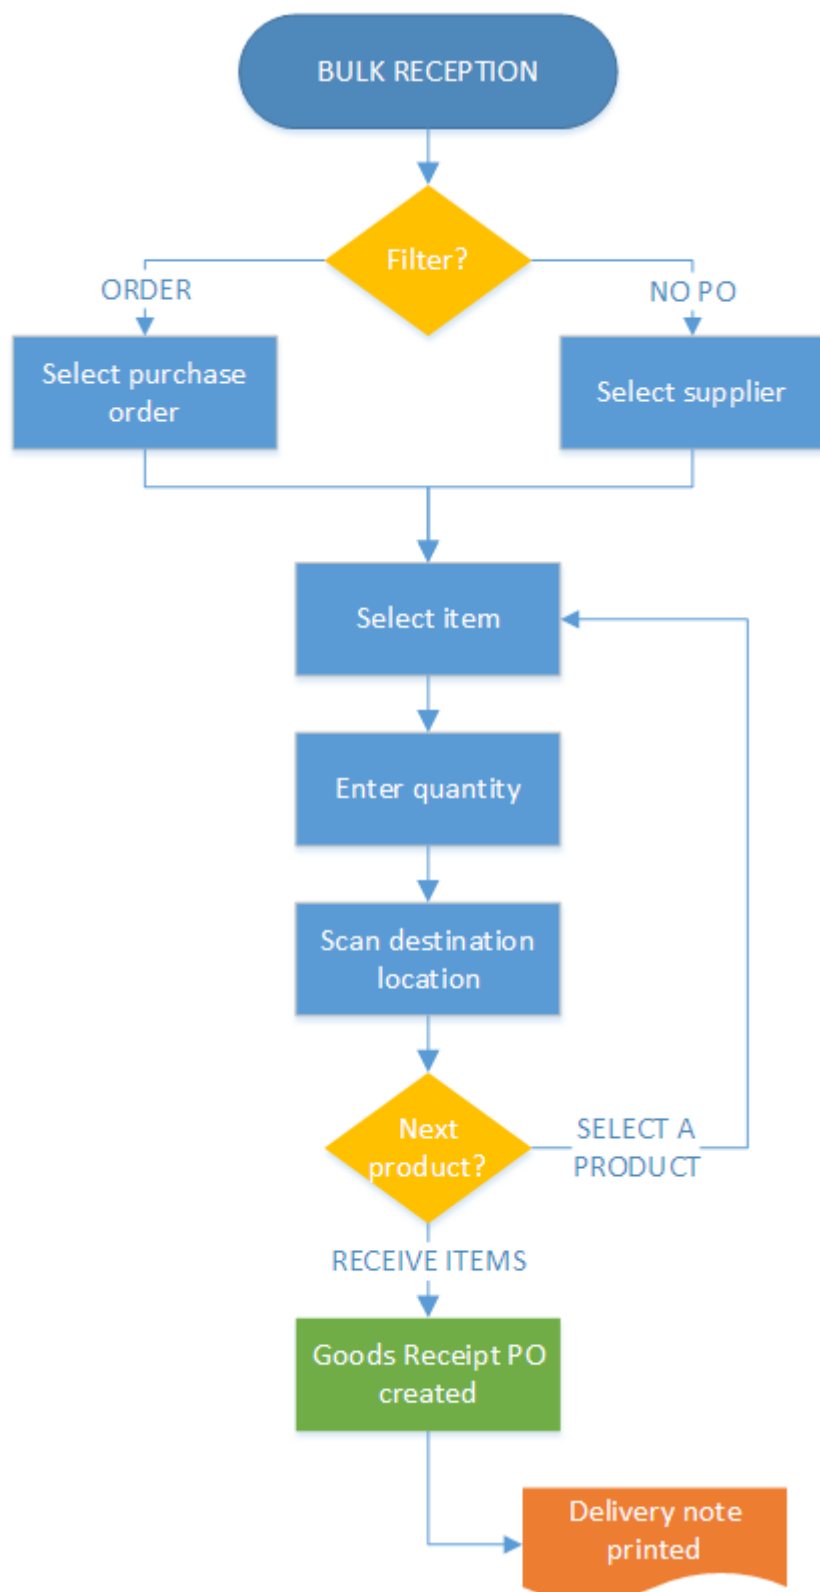 BULK RECEPTION
Filter?
ORDER
NO PO
Select purchase
order
Select supplier
Select item
Enter quantity
Scan destination
location
Next
product?
SELECT A
PRODUCT
RECEIVE ITEMS
Goods Receipt PO
created
Delivery note
printed